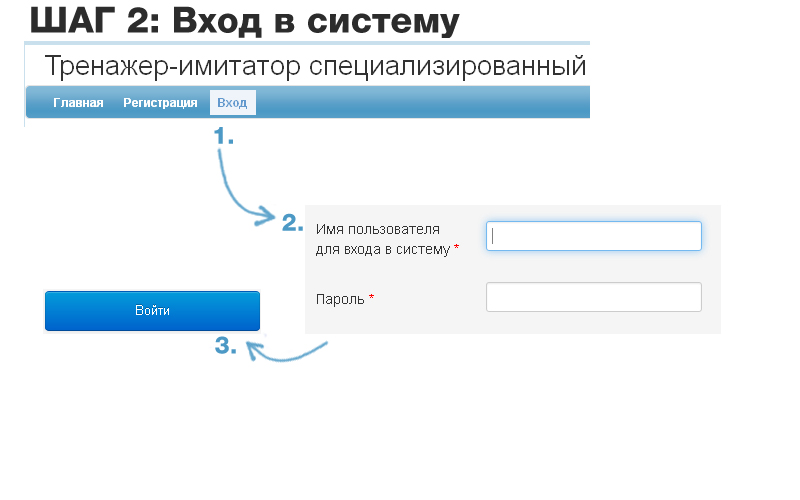 ШАГ 2: Вход в систему
Тренажер-имитатор специализированный
Главная Регистрация Вход
1.
2.
Имя пользователя
для входа в систему *
Пароль *
Войти
3.